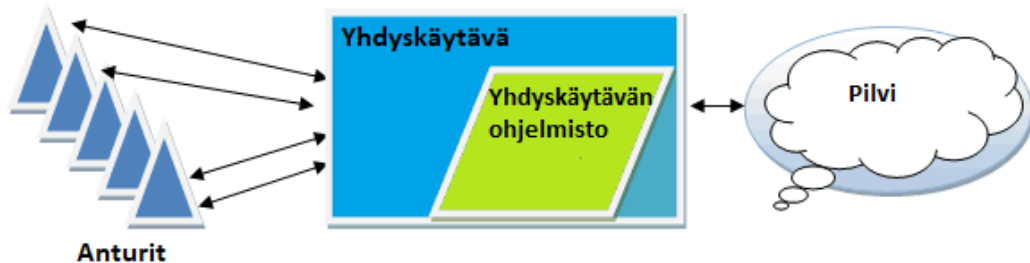 Yhdyskäytävä
Yhdyskäytävän
ohjelmisto
Pilvi
Anturit